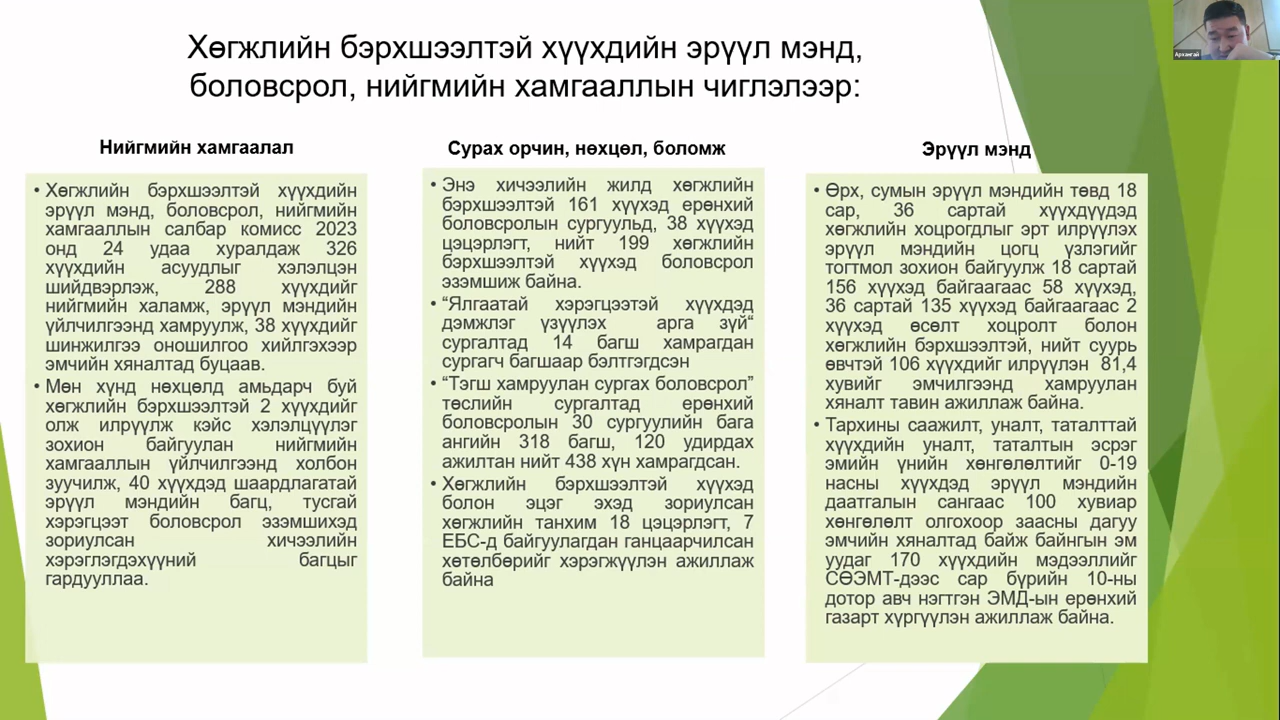 Хөгжлийн бэрхшээлтэй хүүхдийн эрүүл мэнд,
боловсрол, нийгмийн хамгааллын чиглэлээр:
Архангай
Нийгмийн хамгаалал
• Хөгжлийн бэрхшээлтэй хүүхдийн
эрүүл мэнд, боловсрол, нийгмийн
хамгааллын салбар комисс 2023
онд 24 удаа хуралдаж 326
хүүхдийн асуудлыг хэлэлцэн
шийдвэрлэж, 288 хүүхдийг
нийгмийн халамж, эрүүл мэндийн
үйлчилгээнд хамруулж, 38 хүүхдийг
шинжилгээ оношилгоо хийлгэхээр
эмчийн хяналтад буцаав.
• Мөн хүнд нөхцөлд амьдарч буй
хөгжлийн бэрхшээлтэй 2 хүүхдийг
олж илрүүлж кэйс хэлэлцүүлэг
зохион байгуулан нийгмийн
хамгааллын үйлчилгээнд холбон
зуучилж, 40 хүүхдэд шаардлагатай
эрүүл мэндийн багц, тусгай
хэрэгцээт боловсрол эзэмшихэд
зориулсан хичээлийн
хэрэглэгдэхүүний багцыг
гардууллаа.
Сурах орчин, нөхцөл, боломж
• Энэ хичээлийн жилд хөгжлийн
бэрхшээлтэй 161 хүүхэд ерөнхий
боловсролын сургуульд, 38 хүүхэд
цэцэрлэгт, нийт 199 хөгжлийн
бэрхшээлтэй хүүхэд боловсрол
эзэмшиж байна.
• “Ялгаатай хэрэгцээтэй хүүхдэд
дэмжлэг үзүүлэх арга зүй“
сургалтад 14 багш хамрагдан
сургагч багшаар бэлтгэгдсэн
• “Тэгш хамруулан сургах боловсрол”
төслийн сургалтад ерөнхий
боловсролын 30 сургуулийн бага
ангийн 318 багш, 120 удирдах
ажилтан нийт 438 хүн хамрагдсан.
• Хөгжлийн бэрхшээлтэй хүүхэд
болон эцэг эхэд зориулсан
хөгжлийн танхим 18 цэцэрлэгт, 7
ЕБС-д байгуулагдан ганцаарчилсан
хөтөлбөрийг хэрэгжүүлэн ажиллаж
байна
Эрүүл мэнд
• Өрх, сумын эрүүл мэндийн төвд 18
сар, 36 сартай хүүхдүүдэд
хөгжлийн хоцрогдлыг эрт илрүүлэх
эрүүл мэндийн цогц үзлэгийг
тогтмол зохион байгуулж 18 сартай
156 хүүхэд байгаагаас 58 хүүхэд,
36 сартай 135 хүүхэд байгаагаас 2
хүүхэд өсөлт хоцролт болон
хөгжлийн бэрхшээлтэй, нийт суурь
өвчтэй 106 хүүхдийг илрүүлэн 81,4
хувийг эмчилгээнд хамруулан
хяналт тавин ажиллаж байна.
• Тархины саажилт, уналт, таталттай
хүүхдийн уналт, таталтын эсрэг
эмийн үнийн хөнгөлөлтийг 0-19
насны хүүхдэд эрүүл мэндийн
даатгалын сангаас 100 хувиар
хөнгөлөлт олгохоор заасны дагуу
эмчийн хяналтад байж байнгын эм
уудаг 170 хүүхдийн мэдээллийг
СӨЭМТ-дээс сар бүрийн 10-ны
дотор авч нэгтгэн ЭМД-ын ерөнхий
газарт хүргүүлэн ажиллаж байна.